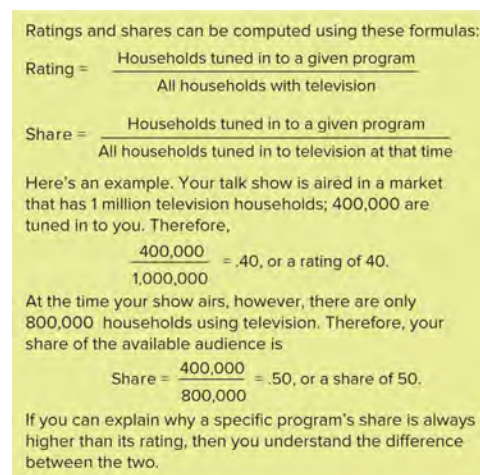 Ratings and shares can be computed using these formulas:
Rating = Households tuned in to a given program
All households with television
Share = Households tuned in to a given program
All households tuned in to television at that time
Here's an example. Your talk show is aired in a market
that has 1 million television households; 400,000 are
tuned in to you. Therefore,
400,000
1,000,000
= .40, or a rating of 40.
At the time your show airs, however, there are only
800,000 households using television. Therefore, your
share of the available audience is
Share = 400,000
800,000
= .50, or a share of 50.
If you can explain why a specific program's share is always
higher than its rating, then you understand the difference
between the two.